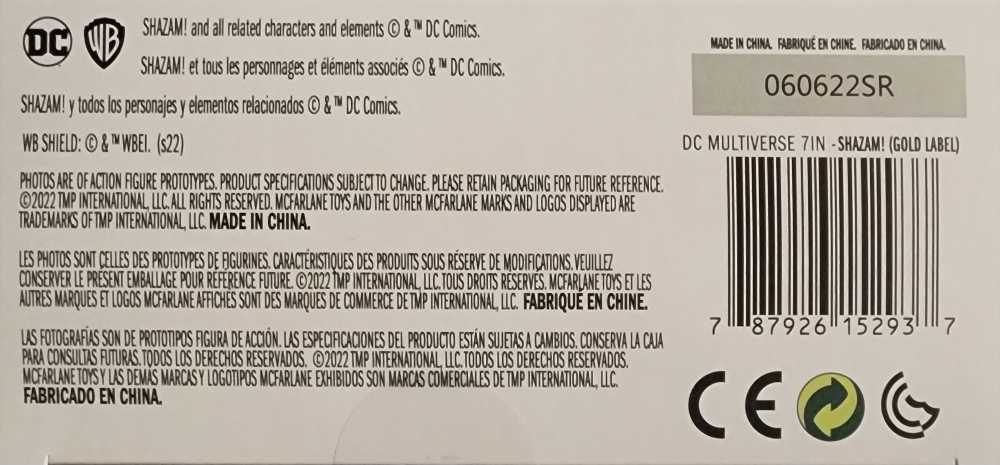 DC WB SHAZAM! and all related characters and elements © & ™ DC Comics.
SHAZAM! et tous les personnages et éléments associés © & ™ DC Comics.
SHAZAM! y todos los personajes y elementos relacionados © & ™ DC Comics.
WB SHIELD: © & ™ WBEI. (s22)
PHOTOS ARE OF ACTION FIGURE PROTOTYPES. PRODUCT SPECIFICATIONS SUBJECT TO CHANGE. PLEASE RETAIN PACKAGING FOR FUTURE REFERENCE.
©2022 TMP INTERNATIONAL, LLC. ALL RIGHTS RESERVED. MCFARLANE TOYS AND THE OTHER MCFARLANE MARKS AND LOGOS DISPLAYED ARE
TRADEMARKS OF TMP INTERNATIONAL, LLC. MADE IN CHINA.
LES PHOTOS SONT CELLES DES PROTOTYPES DE FIGURINES. CARACTÉRISTIQUES DES PRODUITS SOUS RÉSERVE DE MODIFICATIONS. VEUILLEZ
CONSERVER LE PRÉSENT EMBALLAGE POUR RÉFÉRENCE FUTURE. ©2022 TMP INTERNATIONAL, LLC. TOUS DROITS RÉSERVÉS. MCFARLANE TOYS ET LES
AUTRES MARQUES ET LOGOS MCFARLANE AFFICHÉS SONT DES MARQUES DE COMMERCE DE TMP INTERNATIONAL, LLC. FABRIQUÉ EN CHINE.
LAS FOTOGRAFÍAS SON DE PROTOTIPOS FIGURA DE ACCIÓN. LAS ESPECIFICACIONES DEL PRODUCTO ESTÁN SUJETAS A CAMBIOS. CONSERVA LA CAJA
PARA CONSULTAS FUTURAS. TODOS LOS DERECHOS RESERVADOS. ©2022 TMP INTERNATIONAL, LLC. TODOS LOS DERECHOS RESERVADOS.
MCFARLANE TOYS Y LAS DEMÁS MARCAS Y LOGOTIPOS MCFARLANE EXHIBIDOS SON MARCAS COMERCIALES DE TMP INTERNATIONAL, LLC.
FABRICADO EN CHINA.
MADE IN CHINA. FABRIQUÉ EN CHINE. FABRICADO EN CHINA.
060622SR
DC MULTIVERSE 7IN - SHAZAM! (GOLD LABEL)
7 87926 15293 7
CE